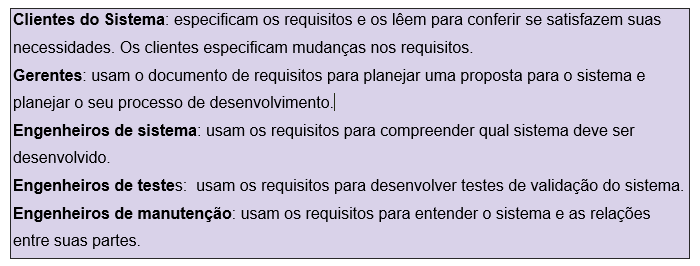 Clientes do Sistema: especificam os requisitos e os lêem para conferir se satisfazem suas
necessidades. Os clientes especificam mudanças nos requisitos.
Gerentes: usam o documento de requisitos para planejar uma proposta para o sistema e
planejar o seu processo de desenvolvimento.
Engenheiros de sistema: usam os requisitos para compreender qual sistema deve ser
desenvolvido.
Engenheiros de testes:  usam os requisitos para desenvolver testes de validação do sistema.
Engenheiros de manutenção: usam os requisitos para entender o sistema e as relações
entre suas partes.